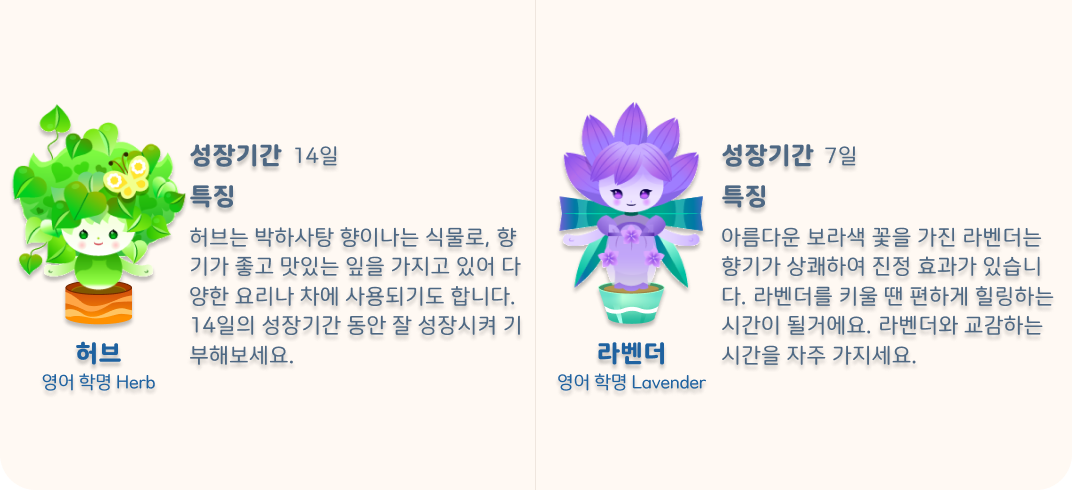 성장기간 14일
특징
허브는 박하사탕 향이나는 식물로, 향
기가 좋고 맛있는 잎을 가지고 있어 다
양한 요리나 차에 사용되기도 합니다.
14일의 성장기간 동안 잘 성장시켜 기
부해보세요.
허브
영어 학명 Herb
성장기간 7일
특징
아름다운 보라색 꽃을 가진 라벤더는
향기가 상쾌하여 진정 효과가 있습니
다. 라벤더를 키울 땐 편하게 힐링하는
시간이 될거에요. 라벤더와 교감하는
시간을 자주 가지세요.
라벤더
영어 학명 Lavender